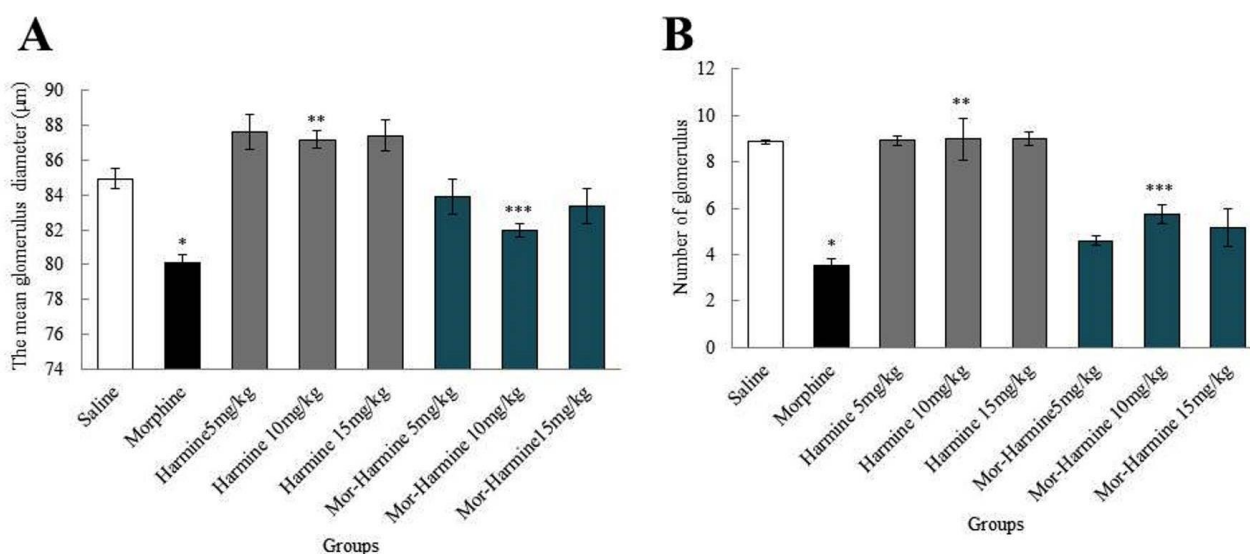 A
The mean glomerulus diameter (µm)
90
88
86
84
82
80
78
76
74
*
**
***
Saline
Morphine
Harmine5mg/kg
Harmine 10mg/kg
Harmine 15mg/kg
Mor-Harmine 5mg/kg
Mor-Harmine 10mg/kg
Mor-Harmine15mg/kg
Groups
B
Number of glomerulus
12
10
8
6
4
2
0
*
**
***
Saline
Morphine
Harmine 5mg/kg
Harmine 10mg/kg
Harmine 15mg/kg
Mor-Harmine5mg/kg
Mor-Harmine 10mg/kg
Mor-Harmine 15mg/kg
Groups